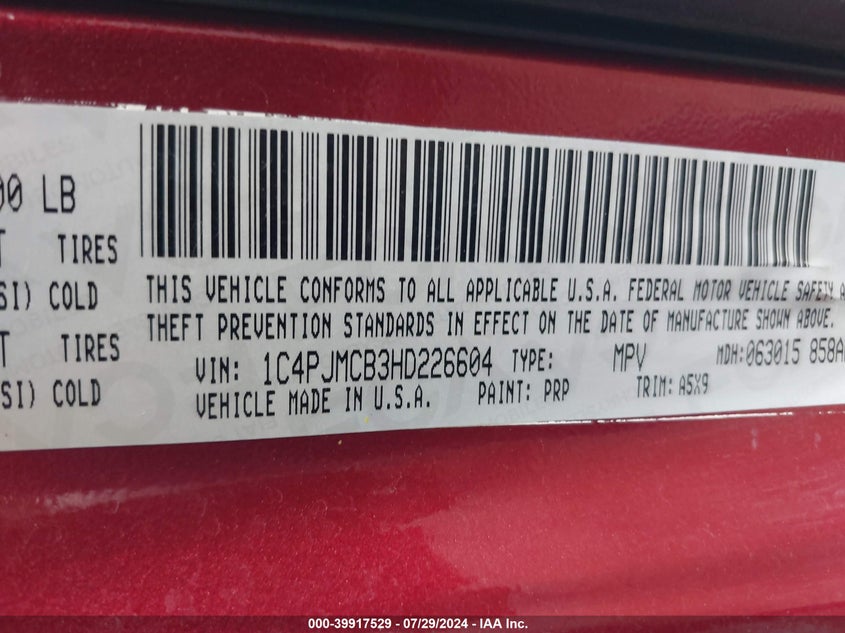 00 LB
TIRES
SI) COLD
TIRES
SI) COLD
THIS VEHICLE CONFORMS TO ALL APPLICABLE U.S.A. FEDERAL MOTOR VEHICLE SAFETY
THEFT PREVENTION STANDARDS IN EFFECT ON THE DATE OF MANUFACTURE SHOWN ABOVE.
VIN: 1C4PJMCB3HD226604 TYPE: MPV MDH:063015 858A
VEHICLE MADE IN U.S.A. PAINT: PRP TRIM: A5X9
000-39917529 - 07/29/2024 - IAA Inc.